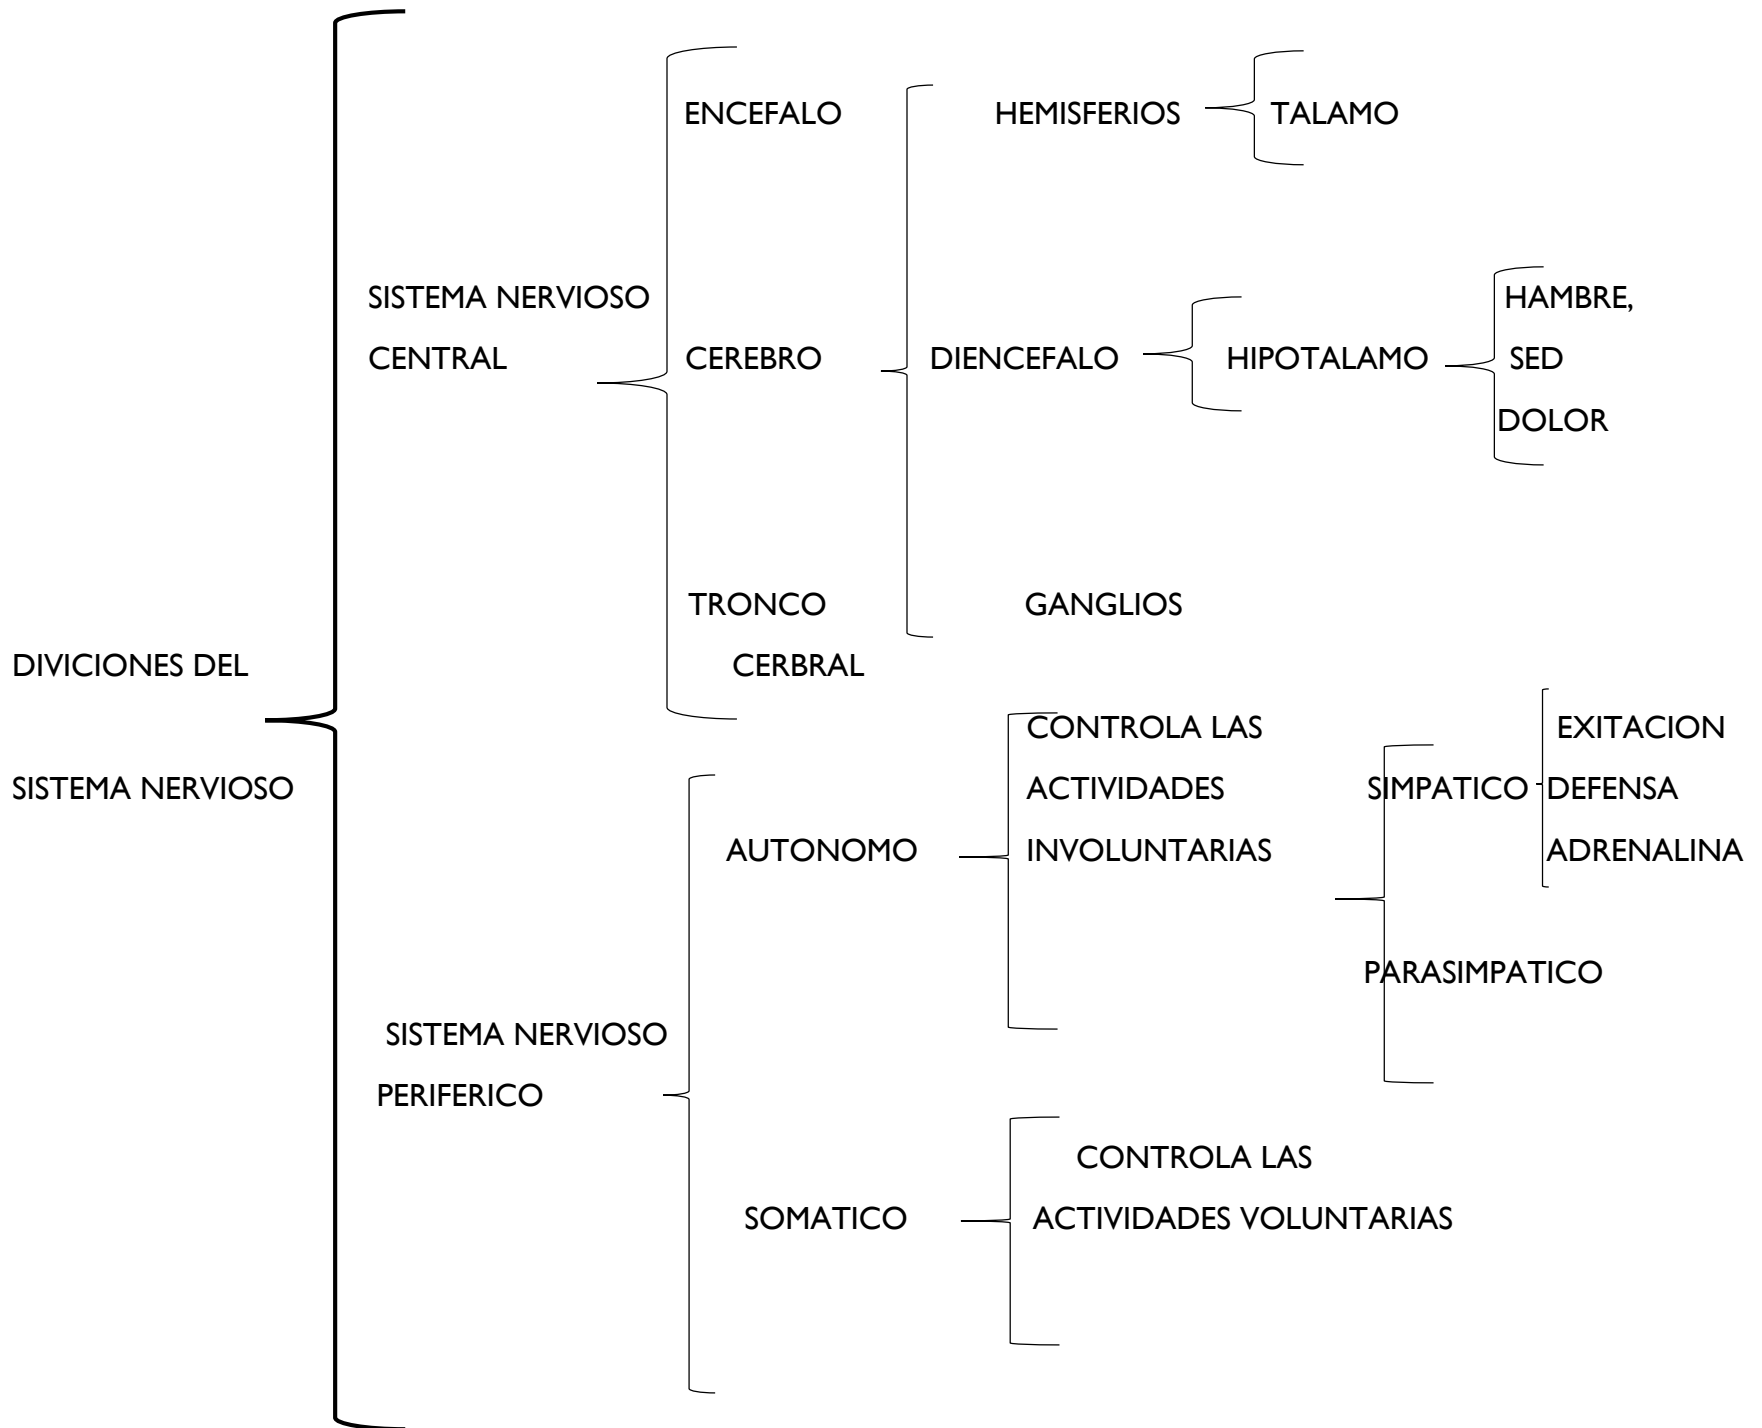 ENCEFALO HEMISFERIOS TALAMO
SISTEMA NERVIOSO HAMBRE,
CENTRAL CEREBRO DIENCEFALO HIPOTALAMO SED
DOLOR
TRONCO GANGLIOS
DIVICIONES DEL CERBRAL
CONTROLA LAS EXITACION
SISTEMA NERVIOSO ACTIVIDADES SIMPATICO DEFENSA
AUTONOMO INVOLUNTARIAS ADRENALINA
PARASIMPATICO
SISTEMA NERVIOSO
PERIFERICO
CONTROLA LAS
SOMATICO ACTIVIDADES VOLUNTARIAS